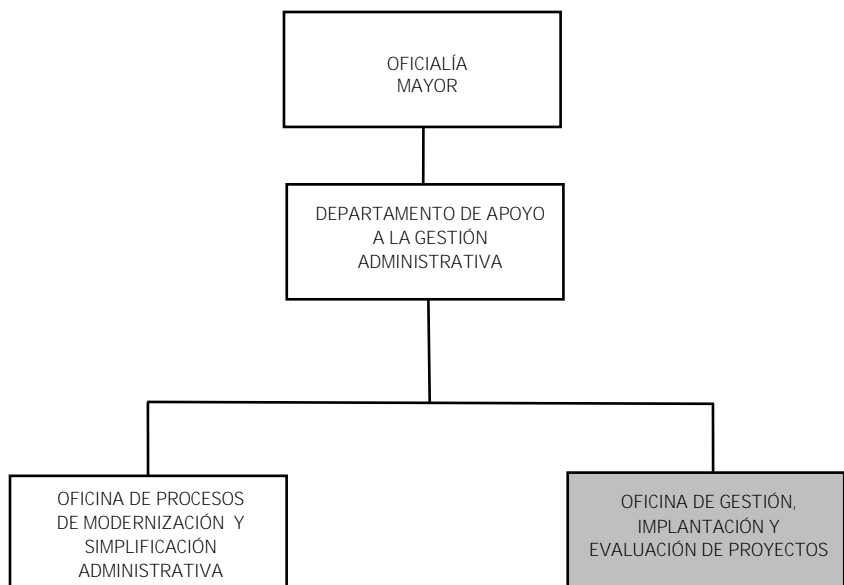 OFICIALÍA
MAYOR
DEPARTAMENTO DE APOYO
A LA GESTIÓN
ADMINISTRATIVA
OFICINA DE PROCESOS
DE MODERNIZACIÓN Y
SIMPLIFICACIÓN
ADMINISTRATIVA
OFICINA DE GESTIÓN,
IMPLANTACIÓN Y
EVALUACIÓN DE PROYECTOS